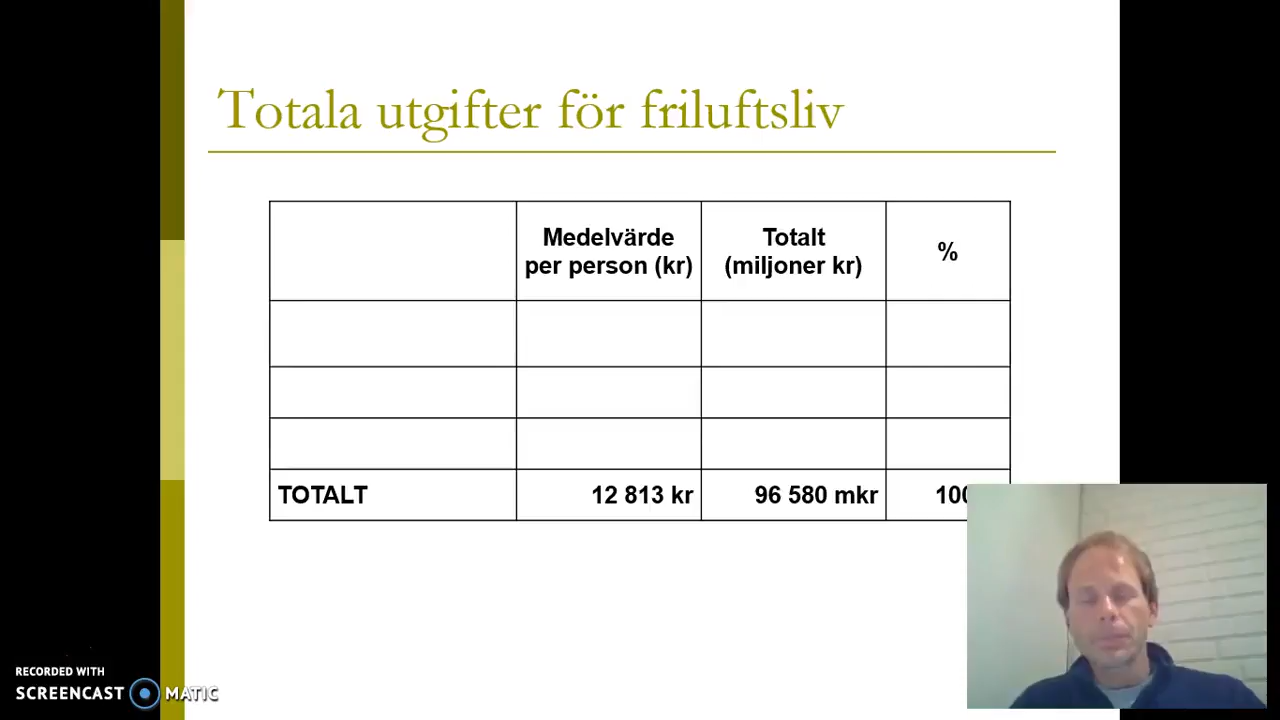 Totala utgifter för friluftsliv
Medelvärde
per person (kr)
Totalt
(miljoner kr)
%
TOTALT 12 813 kr 96 580 mkr 100
RECORDED WITH
SCREENCAST MATIC